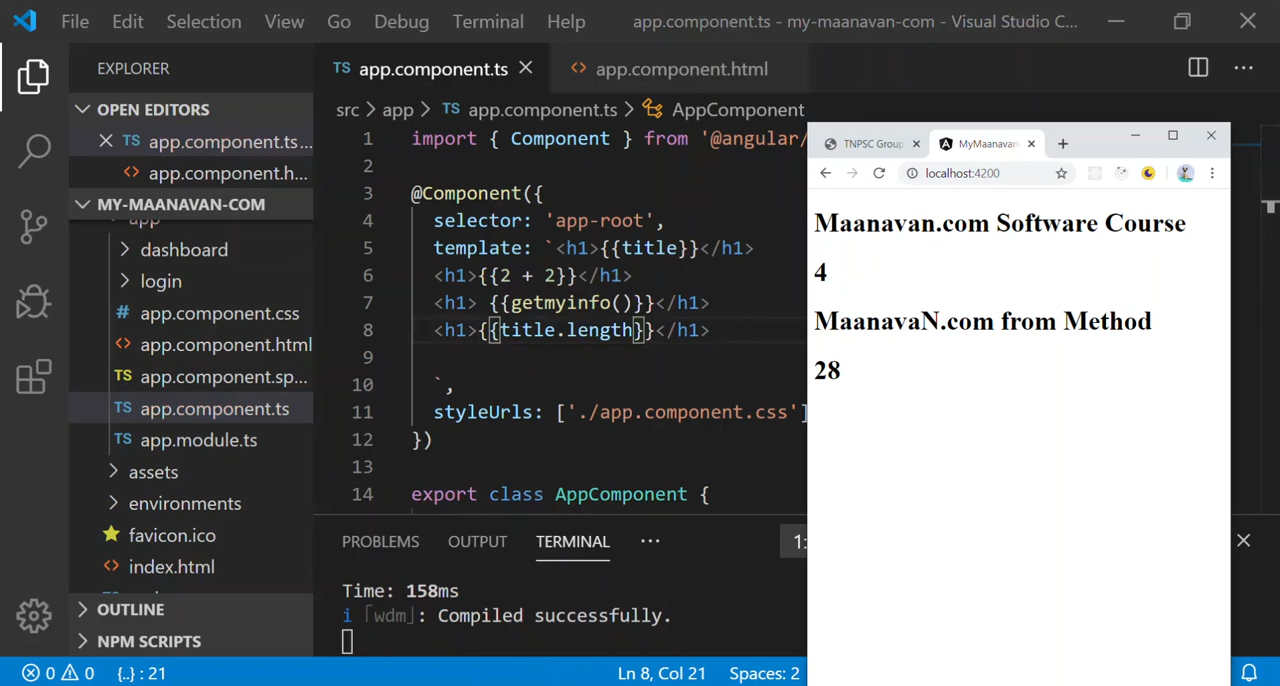 File Edit Selection View Go Debug Terminal Help app.component.ts - my-maanavan-com - Visual Studio C...
EXPLORER
OPEN EDITORS
TS app.component.ts...
<> app.component.h...
MY-MAANAVAN-COM
app
dashboard
login
# app.component.css
<> app.component.html
TS app.component.sp...
TS app.component.ts
TS app.module.ts
assets
environments
favicon.ico
<> index.html
OUTLINE
NPM SCRIPTS
TS app.component.ts <> app.component.html
src > app > TS app.component.ts > AppComponent
1 import { Component } from '@angular/
2
3 @Component({
4 selector: 'app-root',
5 template: `<h1>{{title}}</h1>
6 <h1>{{2 + 2}}</h1>
7 <h1> {{getmyinfo()}}</h1>
8 <h1>{{title.length}}</h1>
9
10 `,
11 styleUrls: ['./app.component.css']
12 })
13
14 export class AppComponent {
PROBLEMS OUTPUT TERMINAL ... 1:
Time: 158ms
i ｢wdm｣: Compiled successfully.
0 0 {..} : 21 Ln 8, Col 21 Spaces: 2
TNPSC Group MyMaanavan
localhost:4200
Maanavan.com Software Course
4
MaanavaN.com from Method
28